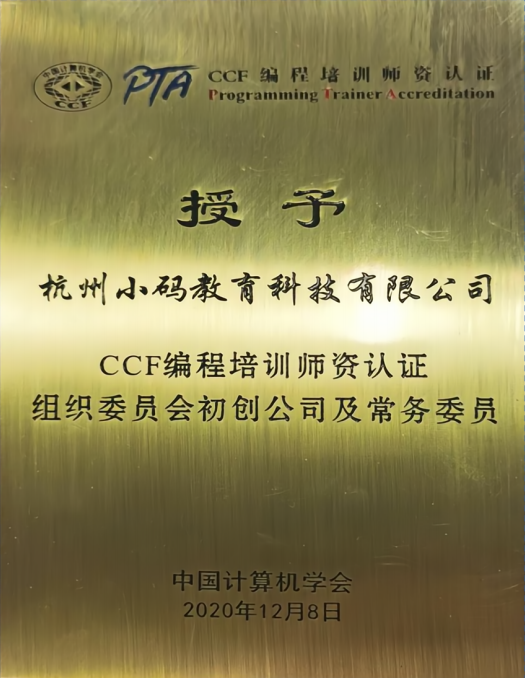 中国计算机学会
CCF
PTA
CCF编程培训师资认证
Programming Trainer Accreditation
授予
杭州小码教育科技有限公司
CCF编程培训师资认证
组织委员会初创公司及常务委员
中国计算机学会
2020年12月8日